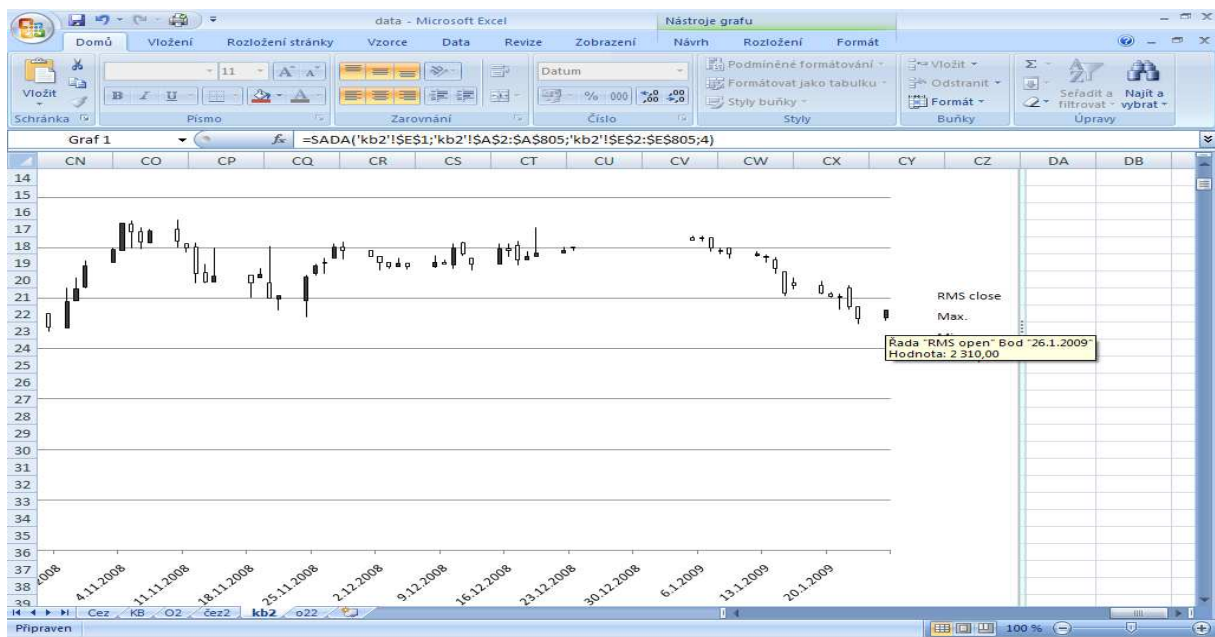 data - Microsoft Excel
Nástroje grafu
Domů Vložení Rozložení stránky Vzorce Data Revize Zobrazení Návrh Rozložení Formát
Vložit
11 A A
Datum
Podmíněné formátování
Vložit
Σ
B I U A
% 000 ,00
Formátovat jako tabulku
Odstranit
Seřadit a filtrovat
Najít a vybrat
Styly buňky
Formát
Schránka Písmo Zarovnání Číslo Styly Buňky Úpravy
Graf 1 fx =SADA('kb2'!$E$1;'kb2'!$A$2:$A$805;'kb2'!$E$2:$E$805;4)
CN CO CP CQ CR CS CT CU CV CW CX CY CZ DA DB
14
15
16
17
18
19
20
21
RMS close
22
Max.
23
24
Řada "RMS open" Bod "26.1.2009"
Hodnota: 2 310,00
25
26
27
28
29
30
31
32
33
34
35
36
37
38
39
2008 4.11.2008 11.11.2008 18.11.2008 25.11.2008 2.12.2008 9.12.2008 16.12.2008 23.12.2008 30.12.2008 6.1.2009 13.1.2009 20.1.2009
Cez KB O2 čez2 kb2 o22
Připraven 100 %